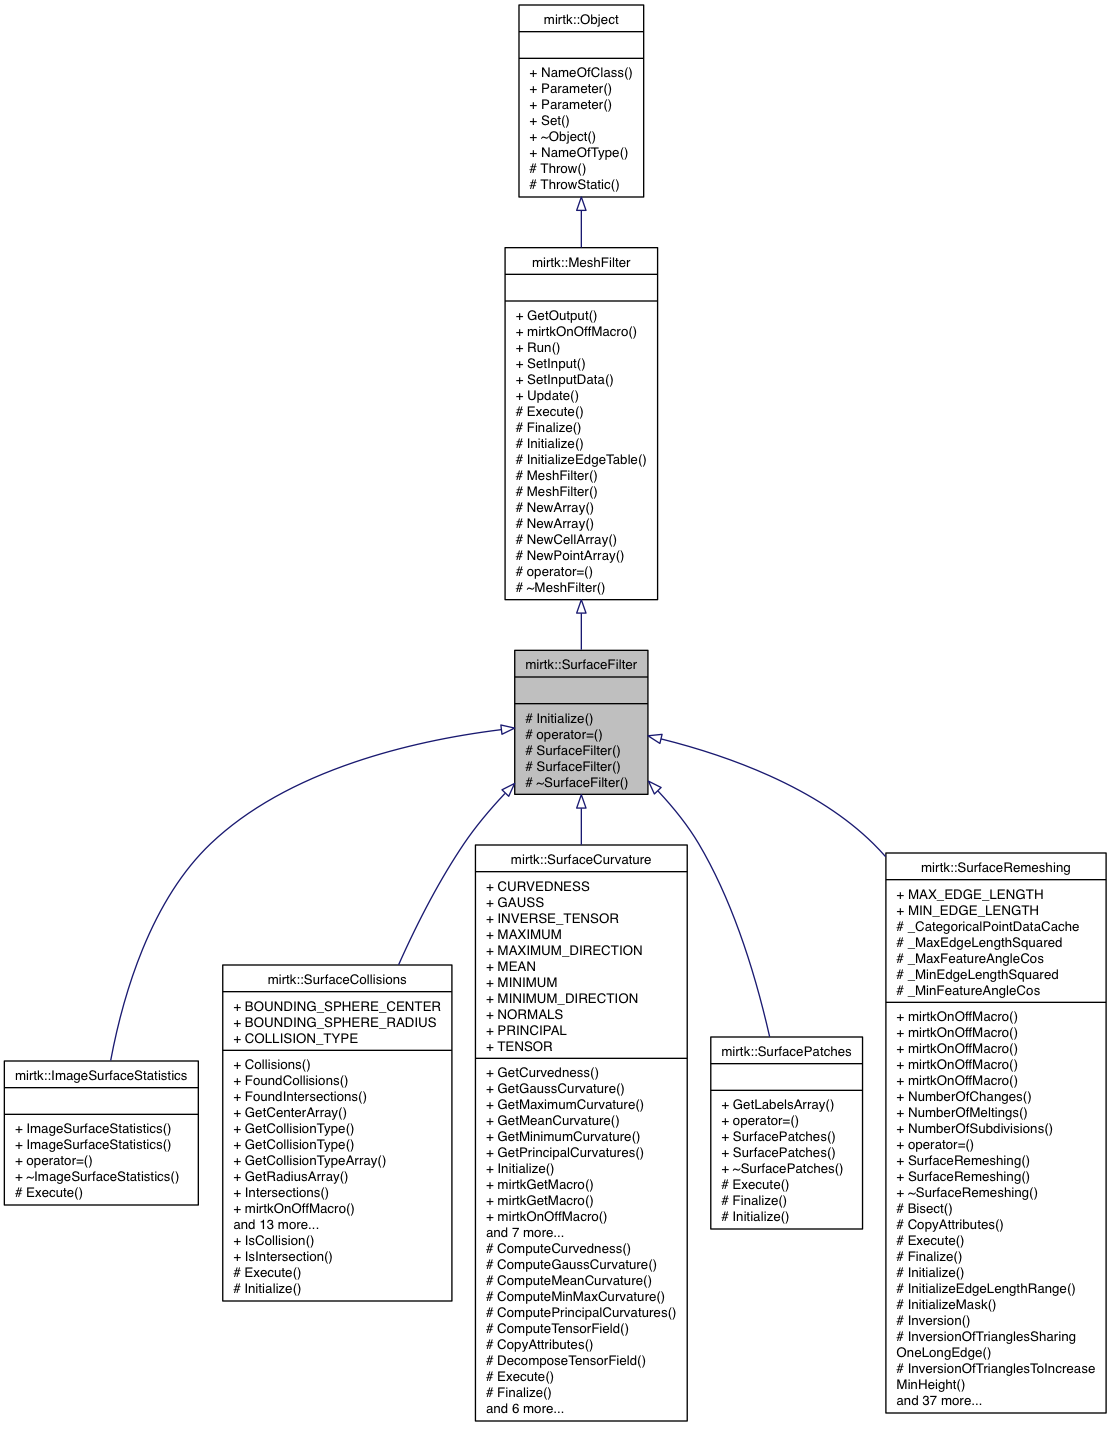 mirtk::Object
+ NameOfClass()
+ Parameter()
+ Parameter()
+ Set()
+ ~Object()
+ NameOfType()
# Throw()
# ThrowStatic()
mirtk::MeshFilter
+ GetOutput()
+ mirtkOnOffMacro()
+ Run()
+ SetInput()
+ SetInputData()
+ Update()
# Execute()
# Finalize()
# Initialize()
# InitializeEdgeTable()
# MeshFilter()
# MeshFilter()
# NewArray()
# NewArray()
# NewCellArray()
# NewPointArray()
# operator=()
# ~MeshFilter()
mirtk::SurfaceFilter
# Initialize()
# operator=()
# SurfaceFilter()
# SurfaceFilter()
# ~SurfaceFilter()
mirtk::ImageSurfaceStatistics
+ ImageSurfaceStatistics()
+ ImageSurfaceStatistics()
+ operator=()
+ ~ImageSurfaceStatistics()
# Execute()
mirtk::SurfaceCollisions
+ BOUNDING_SPHERE_CENTER
+ BOUNDING_SPHERE_RADIUS
+ COLLISION_TYPE
+ Collisions()
+ FoundCollisions()
+ FoundIntersections()
+ GetCenterArray()
+ GetCollisionType()
+ GetCollisionType()
+ GetCollisionTypeArray()
+ GetRadiusArray()
+ Intersections()
+ mirtkOnOffMacro()
and 13 more...
+ IsCollision()
+ IsIntersection()
# Execute()
# Initialize()
mirtk::SurfaceCurvature
+ CURVEDNESS
+ GAUSS
+ INVERSE_TENSOR
+ MAXIMUM
+ MAXIMUM_DIRECTION
+ MEAN
+ MINIMUM
+ MINIMUM_DIRECTION
+ NORMALS
+ PRINCIPAL
+ TENSOR
+ GetCurvedness()
+ GetGaussCurvature()
+ GetMaximumCurvature()
+ GetMeanCurvature()
+ GetMinimumCurvature()
+ GetPrincipalCurvatures()
+ Initialize()
+ mirtkGetMacro()
+ mirtkGetMacro()
+ mirtkOnOffMacro()
and 7 more...
# ComputeCurvedness()
# ComputeGaussCurvature()
# ComputeMeanCurvature()
# ComputeMinMaxCurvature()
# ComputePrincipalCurvatures()
# ComputeTensorField()
# CopyAttributes()
# DecomposeTensorField()
# Execute()
# Finalize()
and 6 more...
mirtk::SurfacePatches
+ GetLabelsArray()
+ operator=()
+ SurfacePatches()
+ SurfacePatches()
+ ~SurfacePatches()
# Execute()
# Finalize()
# Initialize()
mirtk::SurfaceRemeshing
+ MAX_EDGE_LENGTH
+ MIN_EDGE_LENGTH
# _CategoricalPointDataCache
# _MaxEdgeLengthSquared
# _MaxFeatureAngleCos
# _MinEdgeLengthSquared
# _MinFeatureAngleCos
+ mirtkOnOffMacro()
+ mirtkOnOffMacro()
+ mirtkOnOffMacro()
+ mirtkOnOffMacro()
+ mirtkOnOffMacro()
+ NumberOfChanges()
+ NumberOfMeltings()
+ NumberOfSubdivisions()
+ operator=()
+ SurfaceRemeshing()
+ SurfaceRemeshing()
+ ~SurfaceRemeshing()
# Bisect()
# CopyAttributes()
# Execute()
# Finalize()
# Initialize()
# InitializeEdgeLengthRange()
# InitializeMask()
# Inversion()
# InversionOfTrianglesSharing
OneLongEdge()
# InversionOfTrianglesToIncrease
MinHeight()
and 37 more...